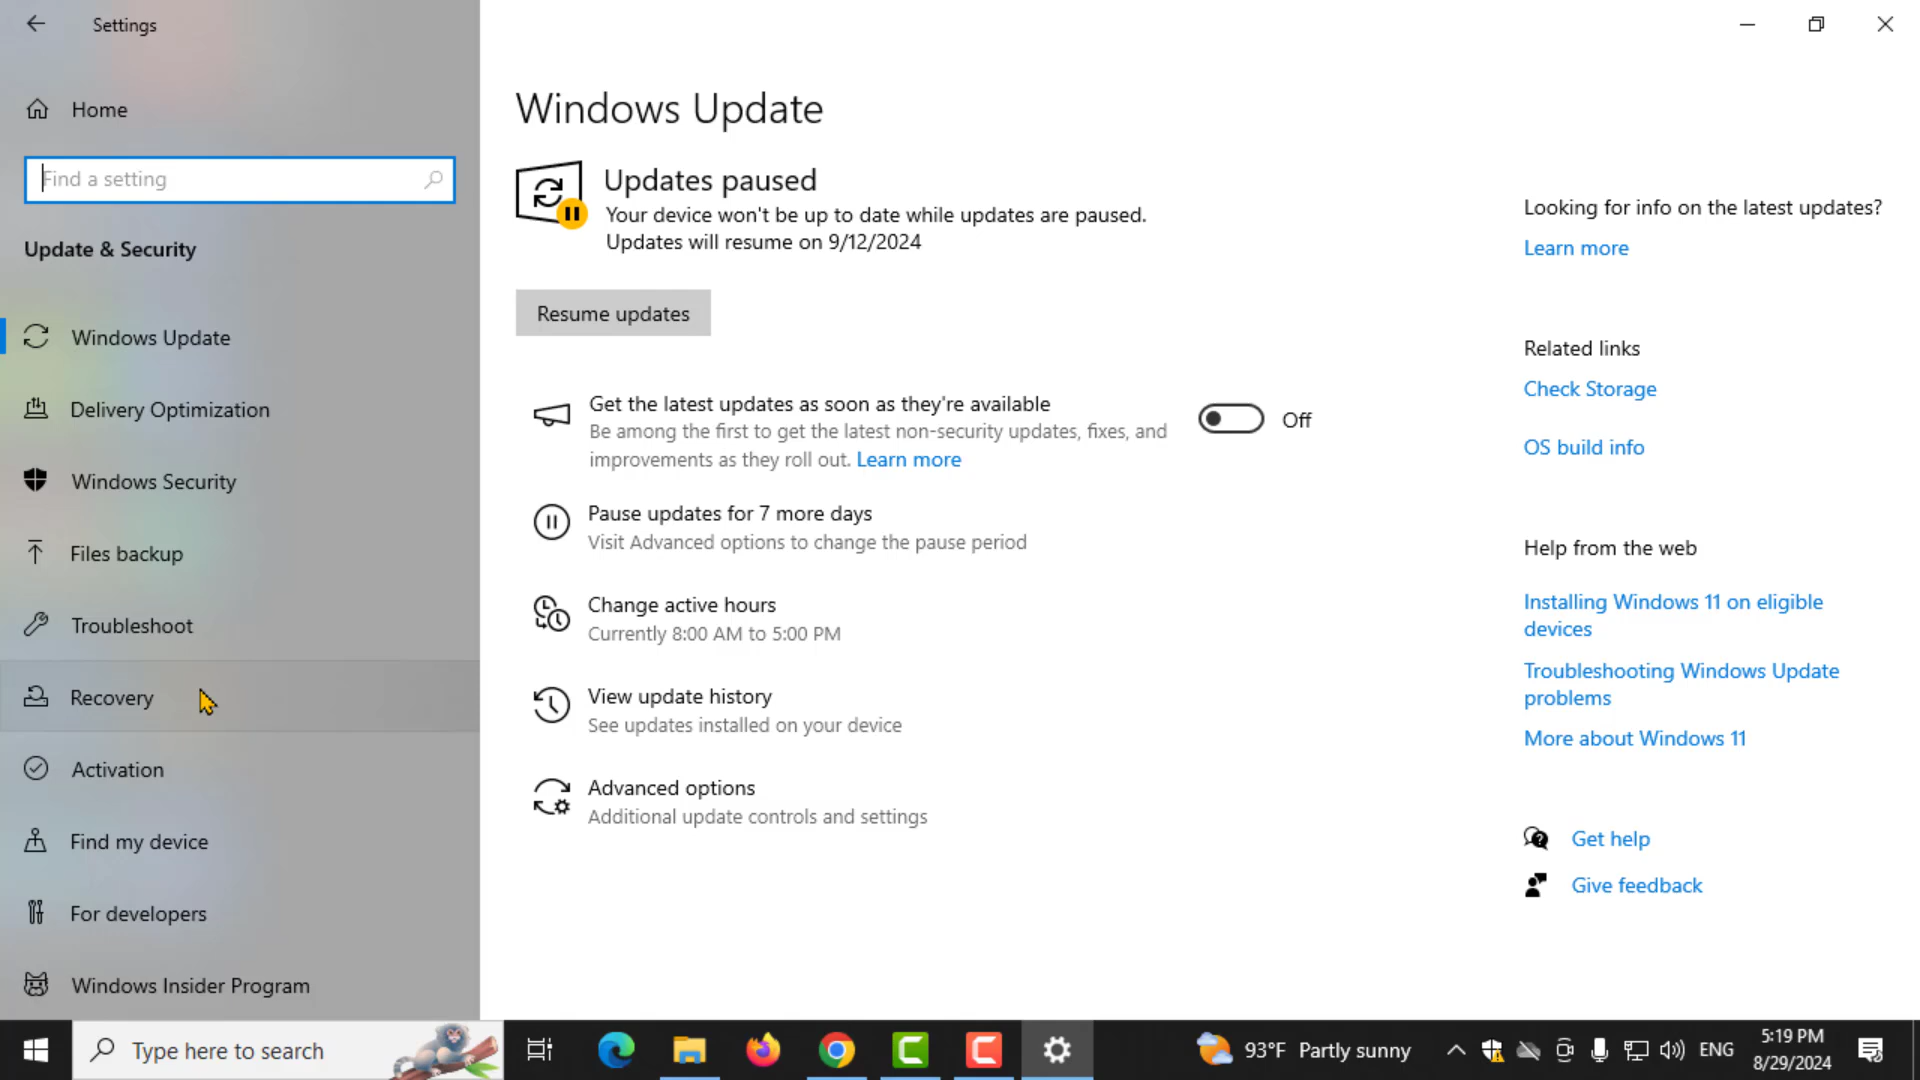 Settings
Home
Find a setting
Update & Security
Windows Update
Delivery Optimization
Windows Security
Files backup
Troubleshoot
Recovery
Activation
Find my device
For developers
Windows Insider Program
Windows Update
Updates paused
Your device won't be up to date while updates are paused.
Updates will resume on 9/12/2024
Resume updates
Get the latest updates as soon as they're available
Be among the first to get the latest non-security updates, fixes, and
improvements as they roll out. Learn more
Off
Pause updates for 7 more days
Visit Advanced options to change the pause period
Change active hours
Currently 8:00 AM to 5:00 PM
View update history
See updates installed on your device
Advanced options
Additional update controls and settings
Looking for info on the latest updates?
Learn more
Related links
Check Storage
OS build info
Help from the web
Installing Windows 11 on eligible
devices
Troubleshooting Windows Update
problems
More about Windows 11
Get help
Give feedback
Type here to search
93°F Partly sunny
ENG
5:19 PM
8/29/2024